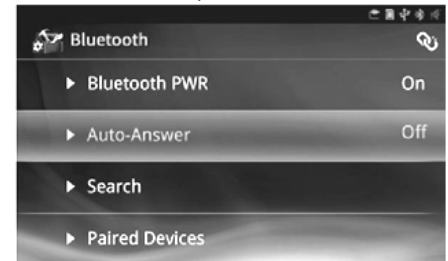 Bluetooth
Bluetooth PWR On
Auto-Answer Off
Search
Paired Devices